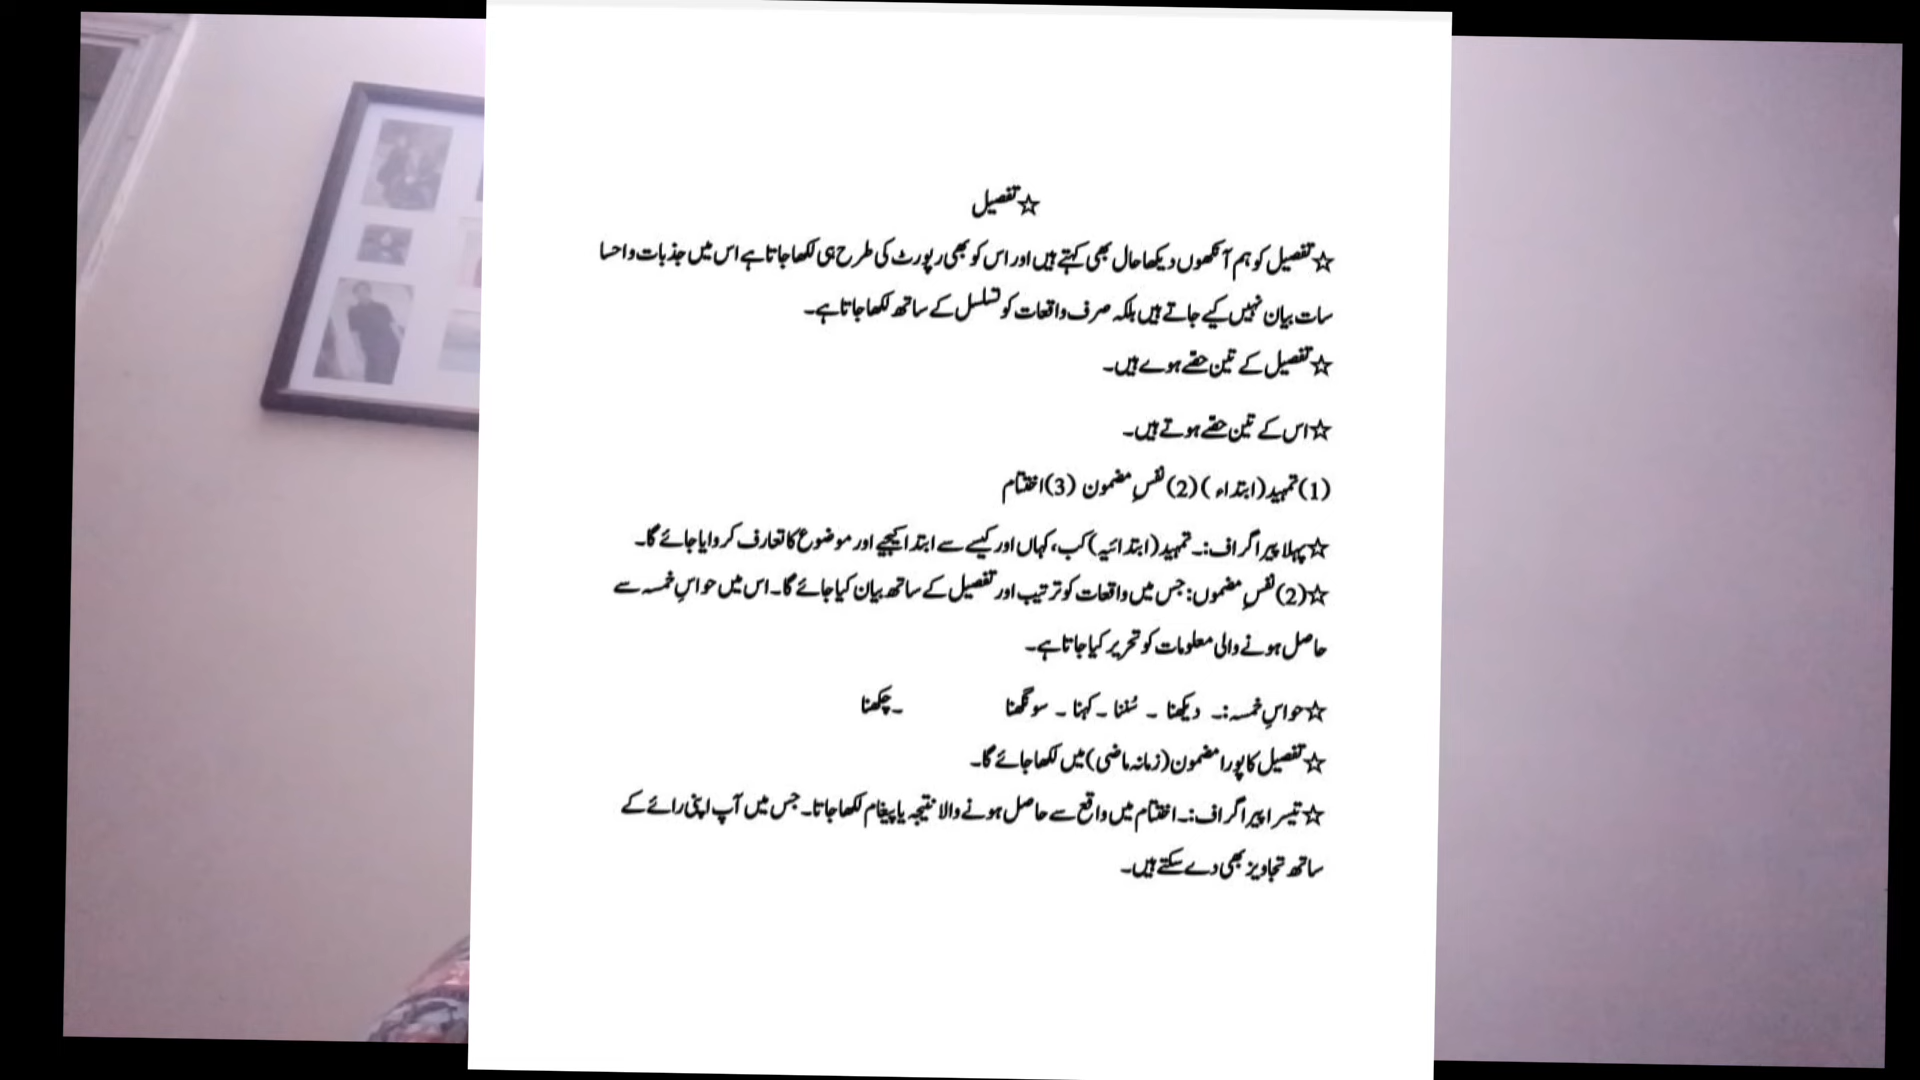 ☆تفصیل
☆تفصیل کو ہم آنکھوں دیکھا حال بھی کہتے ہیں اور اس کو بھی رپورٹ کی طرح ہی لکھا جاتا ہے اس میں جذبات و احسا
سات بیان نہیں کیے جاتے ہیں بلکہ صرف واقعات کو تسلسل کے ساتھ لکھا جاتا ہے۔
☆تفصیل کے تین حصّے ہوے ہیں۔
☆اس کے تین حصّے ہوتے ہیں۔
(1)تمہید(ابتداء )(2)نفسِ مضمون (3)اختتام
☆پہلا پیراگراف:۔تمہید(ابتدائیہ)کب،کہاں اور کیسے سے ابتدا کیجیے اور موضوع کا تعارف کروایا جائے گا۔
☆(2)نفسِ مضموں:جس میں واقعات کو ترتیب اور تفصیل کے ساتھ بیان کیا جائے گا۔اس میں حواسِ خمسہ سے
حاصل ہونے والی معلومات کو تحریر کیا جاتا ہے۔
☆حواسِ خمسہ:۔ دیکھنا ۔ سُننا ۔کہنا ۔ سونگھنا ۔چکھنا
☆تفصیل کا پورا مضمون(زمانہ ماضی)میں لکھا جائے گا۔
☆تیسرا پیراگراف:۔اختتام میں واقع سے حاصل ہونے والا نتیجہ یا پیغام لکھا جاتا۔جس میں آپ اپنی رائے کے
ساتھ تجاویز بھی دے سکتے ہیں۔